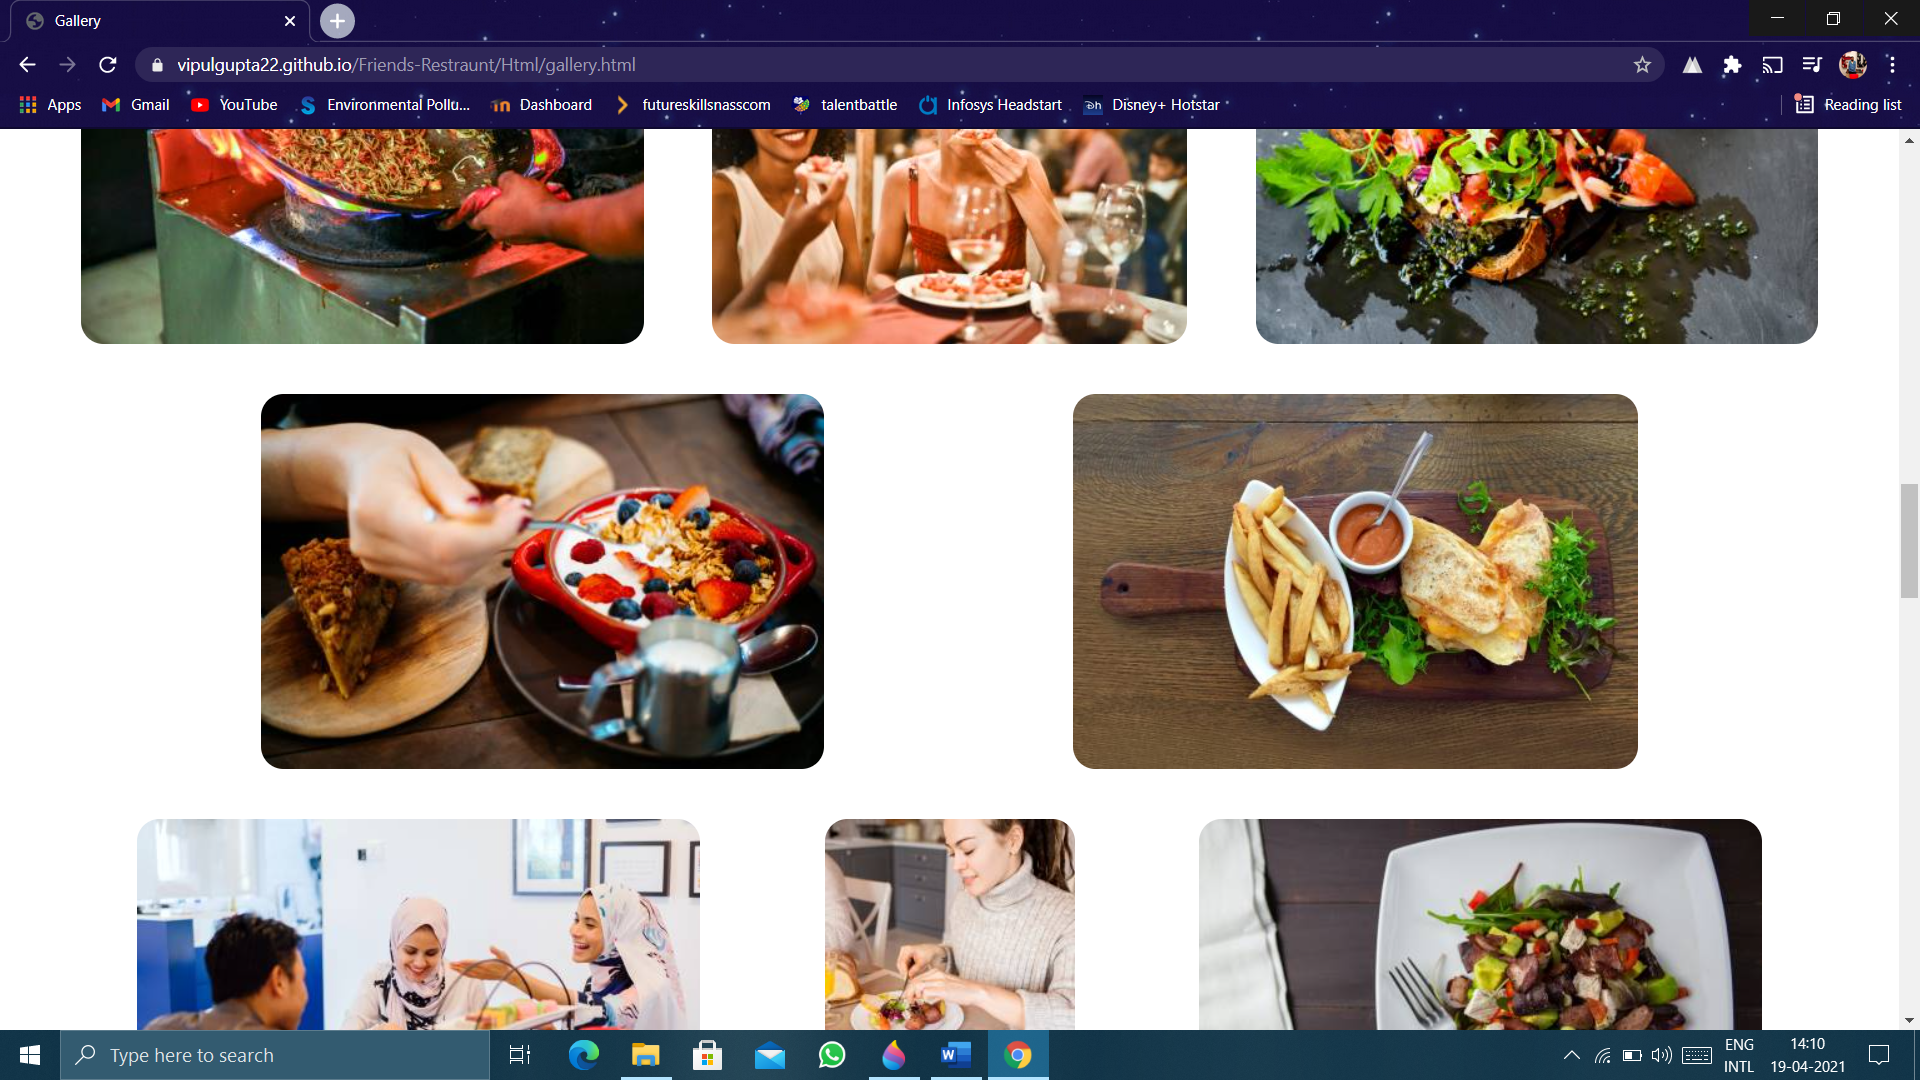 Gallery
vipulgupta22.github.io/Friends-Restraunt/Html/gallery.html
Apps Gmail YouTube Environmental Pollu... Dashboard futureskillsnasscom talentbattle Infosys Headstart Disney+ Hotstar Reading list
Type here to search
ENG 14:10
INTL 19-04-2021